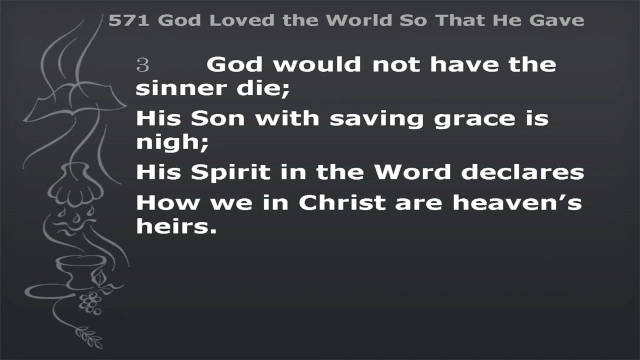 571 God Loved the World So That He Gave
3 God would not have the
sinner die;
His Son with saving grace is
nigh;
His Spirit in the Word declares
How we in Christ are heaven’s
heirs.